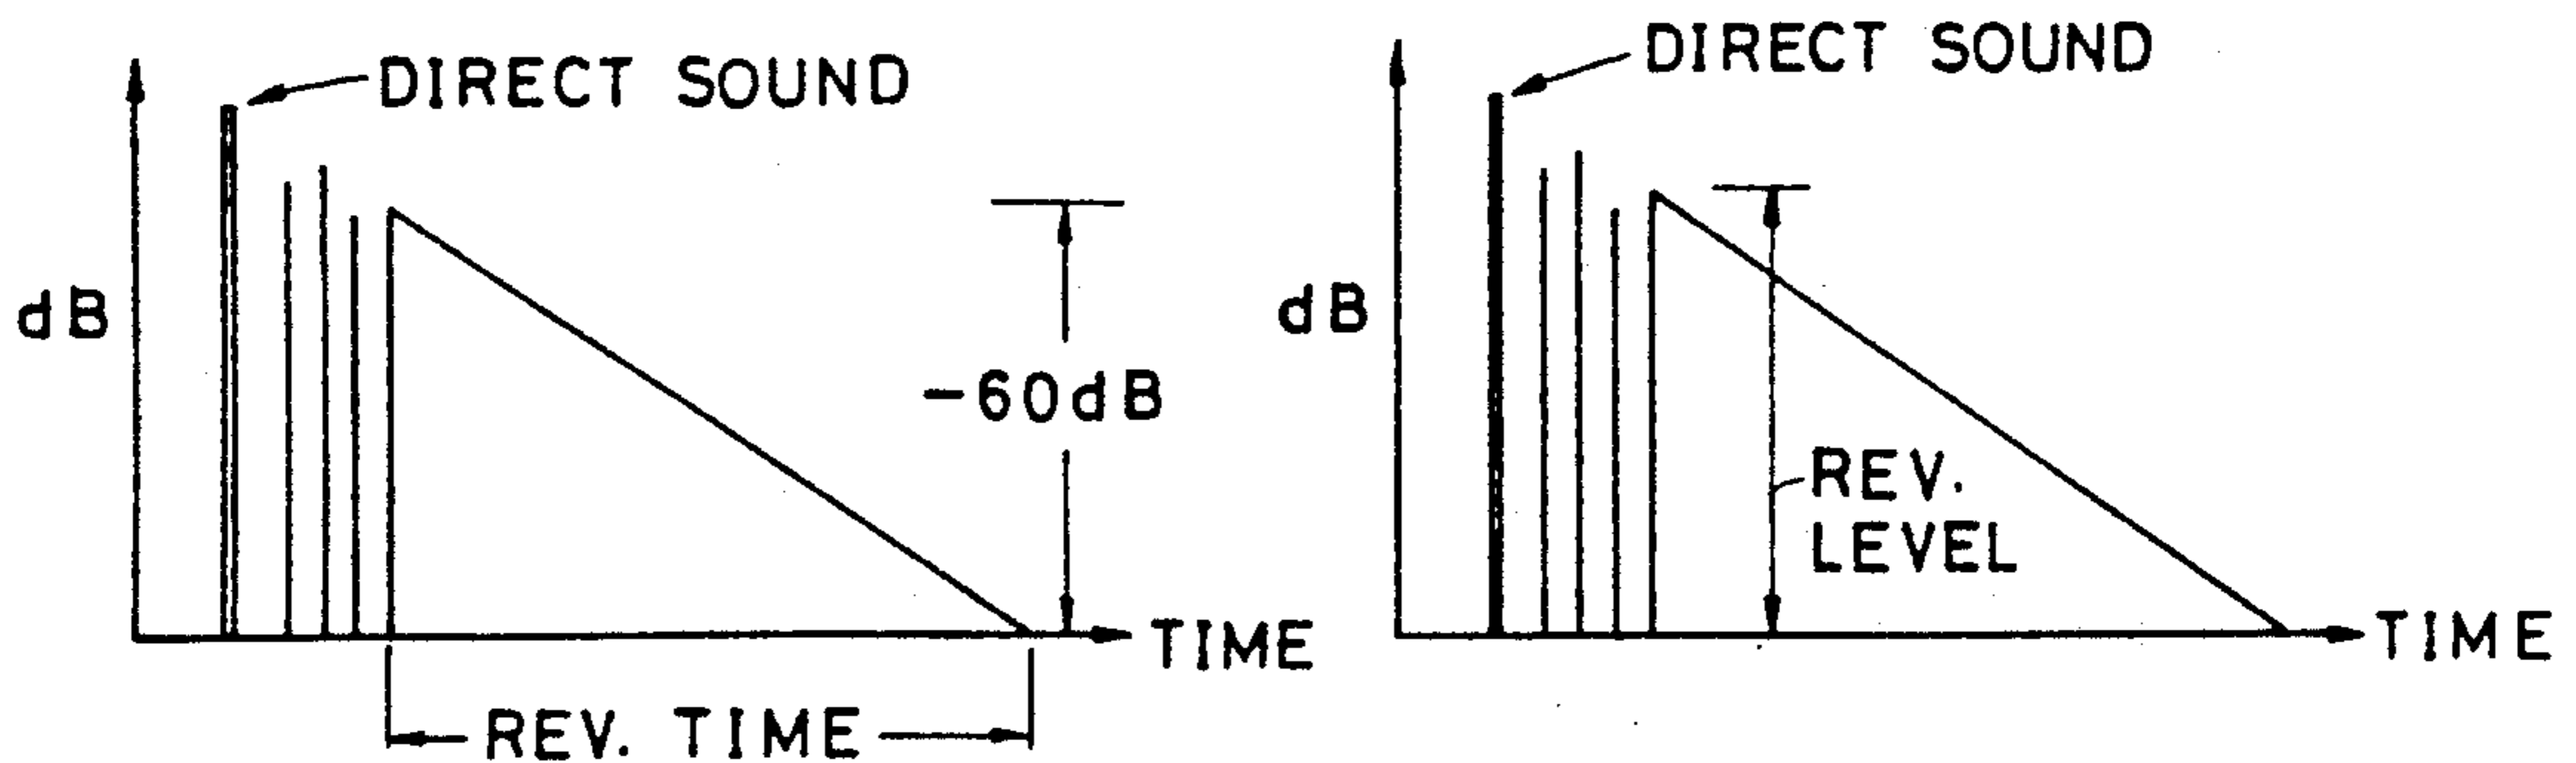 DIRECT SOUND
dB
-60dB
TIME
REV. TIME
DIRECT SOUND
dB
REV.
LEVEL
TIME